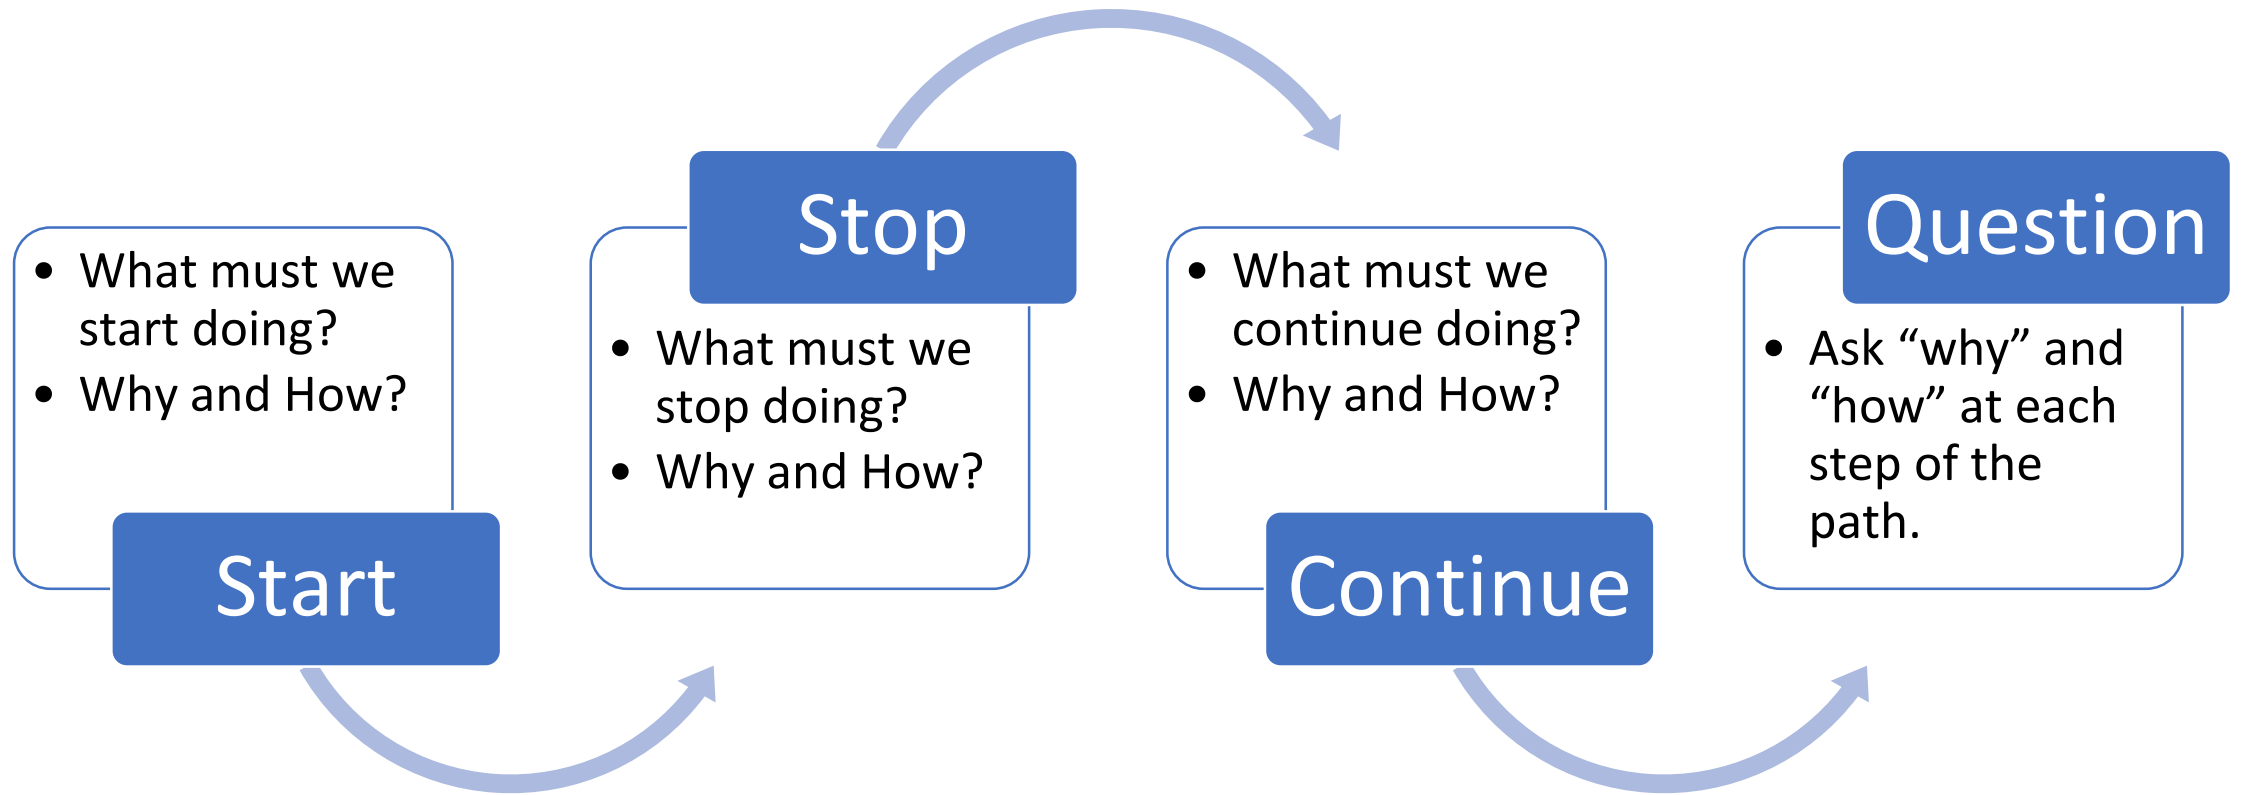 • What must we
start doing?
• Why and How?
Start
Stop
• What must we
stop doing?
• Why and How?
• What must we
continue doing?
• Why and How?
Continue
Question
• Ask “why” and
“how” at each
step of the
path.